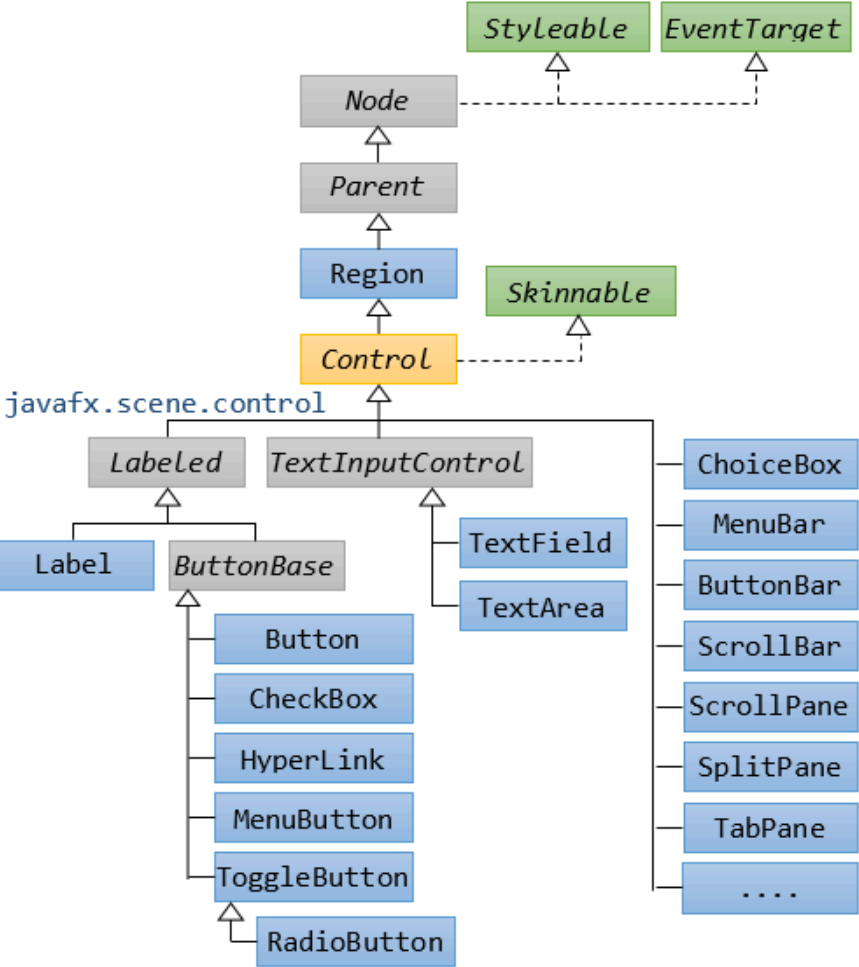 Styleable
EventTarget
Node
Parent
Region
Skinnable
Control
javafx.scene.control
Labeled
TextInputControl
ChoiceBox
MenuBar
Label
ButtonBase
TextField
ButtonBar
TextArea
Button
ScrollBar
CheckBox
ScrollPane
HyperLink
SplitPane
MenuButton
TabPane
ToggleButton
....
RadioButton